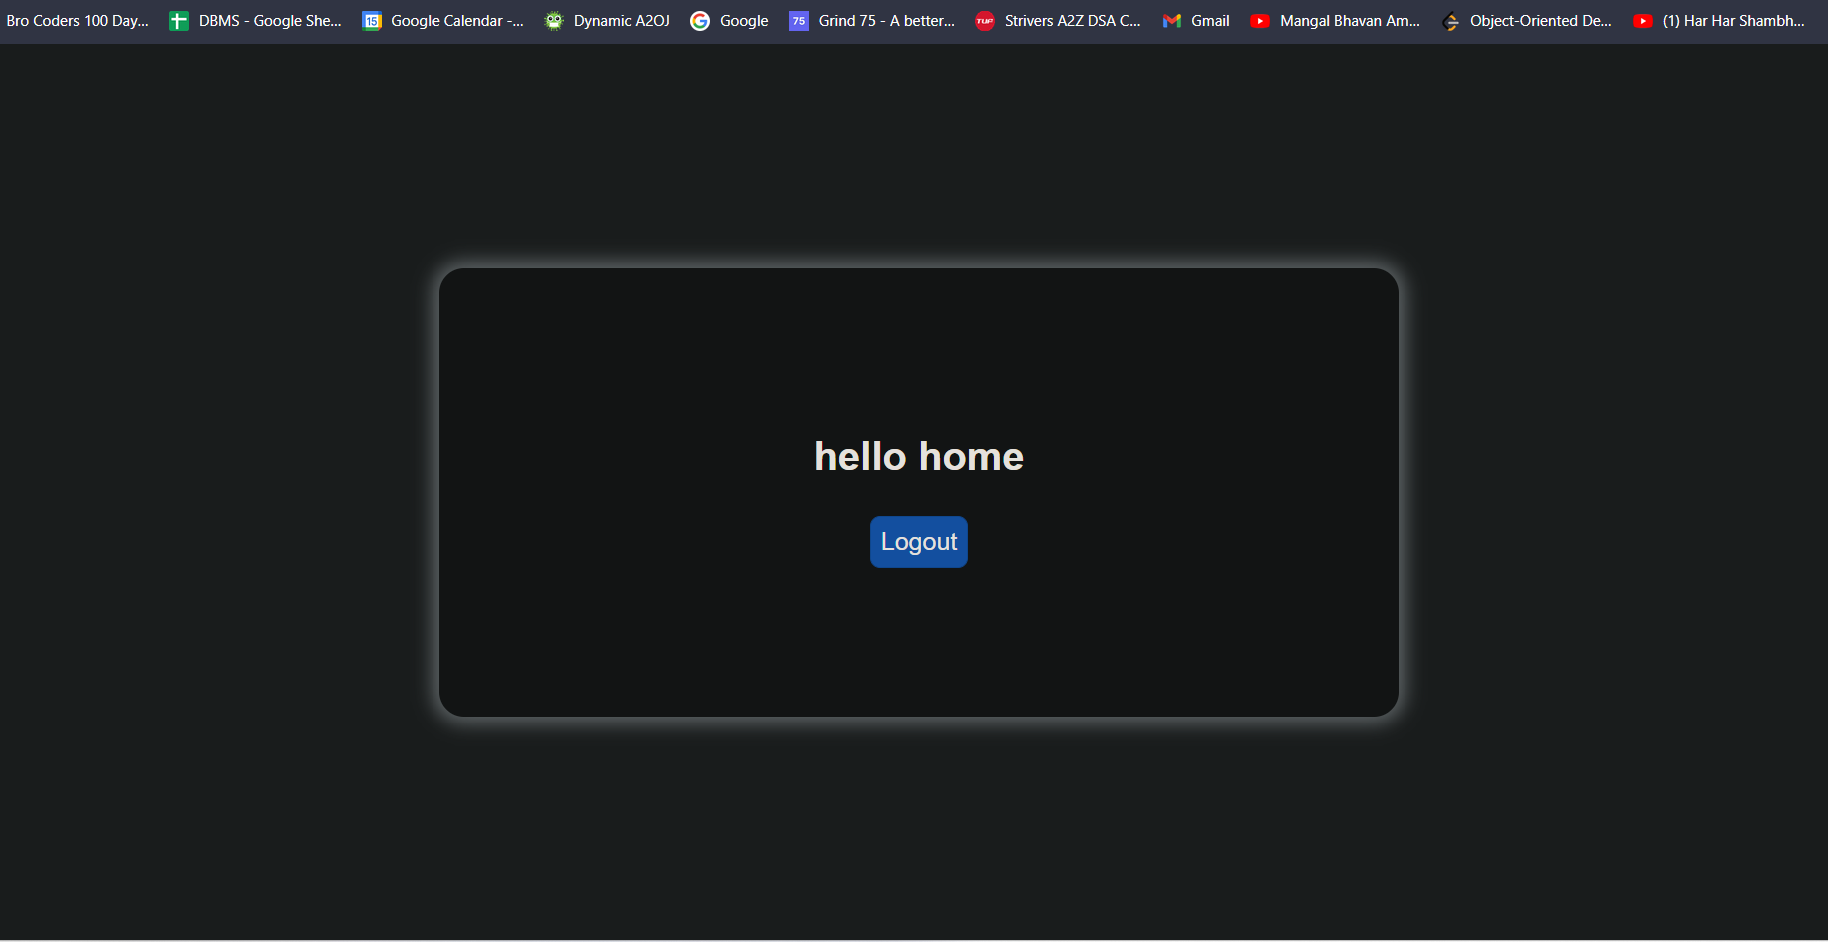 Bro Coders 100 Day... DBMS - Google She... 15 Google Calendar -... Dynamic A2OJ Google 75 Grind 75 - A better... TUF Strivers A2Z DSA C... Gmail Mangal Bhavan Am... Object-Oriented De... (1) Har Har Shambh...
hello home
Logout